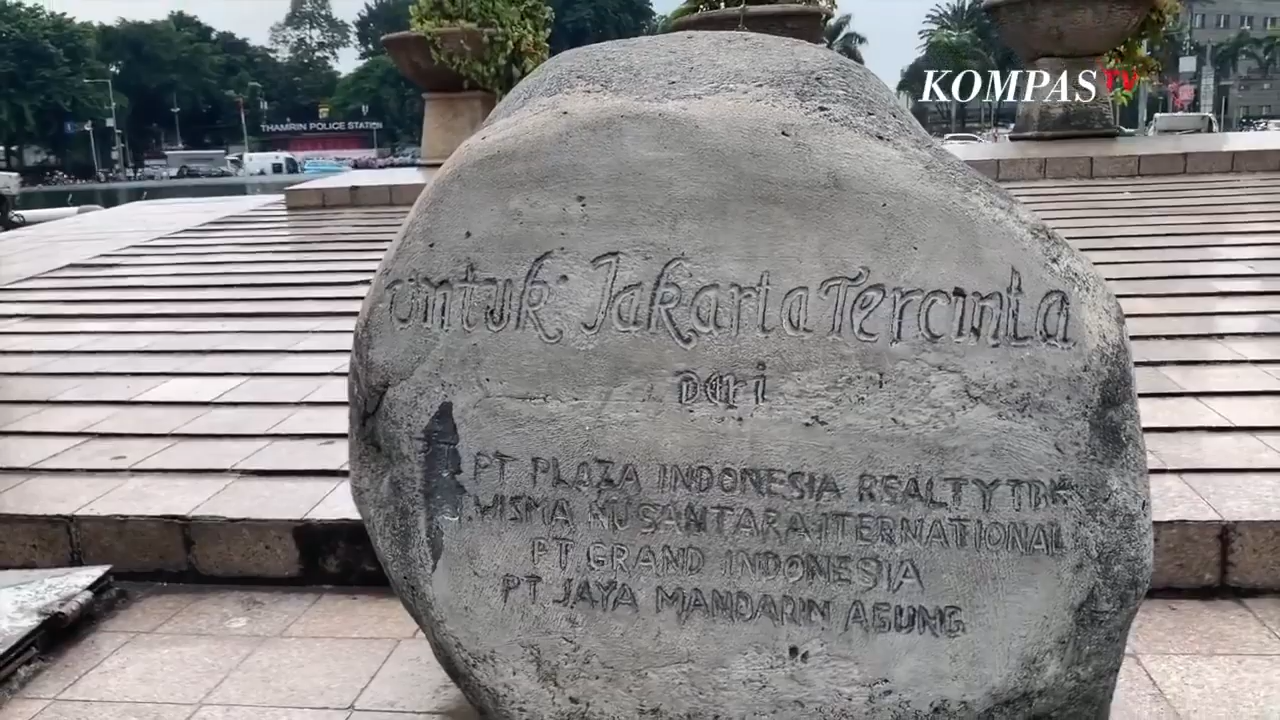 KOMPAS TV
THAMRIN POLICE STATION
untuk Jakarta Tercinta
Dari
PT PLAZA INDONESIA REALTY TBK
WISMA NUSANTARA ITERNATIONAL
PT GRAND INDONESIA
PT JAYA MANDARIN AGUNG